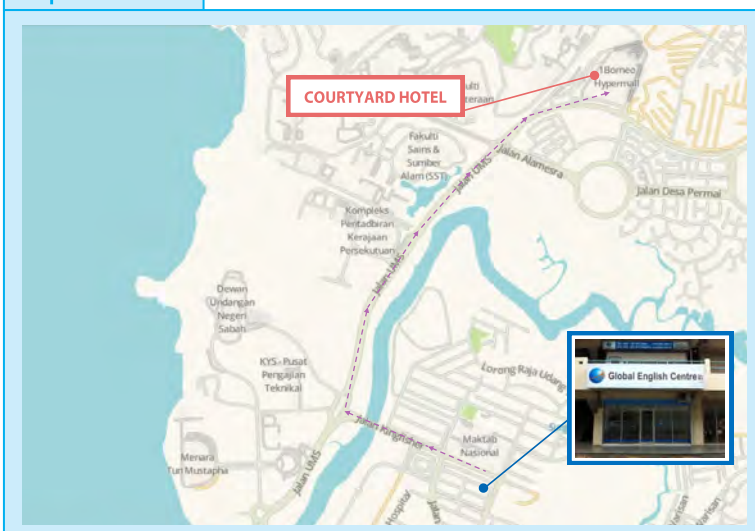 COURTYARD HOTEL
1Borneo
Hypermall
Fakulti
Sains &
Sumber
Alam (SST)
Jalan UMS
Jalan Alamesra
Jalan Desa Permai
Kompleks
Pentadbiran
Kerajaan
Persekutuan
Jalan UMS
Dewan
Undangan
Negeri
Sabah
KYS - Pusat
Pengajian
Teknikal
Lorong Raja Udang
Global English Centre
Jalan Kingfisher
Maktab
Nasional
Menara
Tun Mustapha
Jalan UMS
Hospital
Jalan